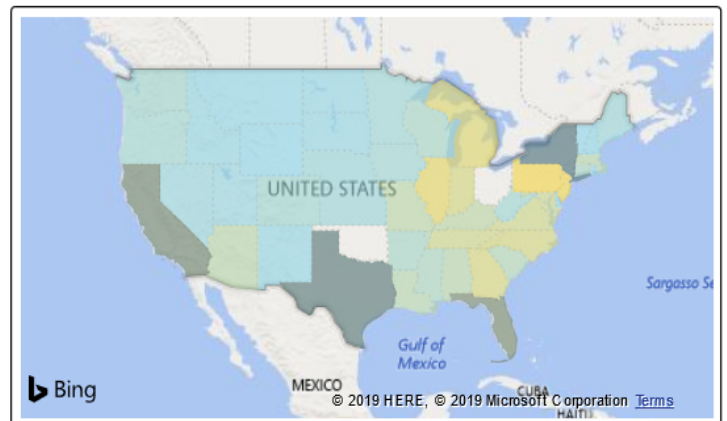 UNITED STATES
Sargasso Se
Gulf of
Mexico
MEXICO
CUBA
Bing
© 2019 HERE, © 2019 Microsoft Corporation Terms
HAITI